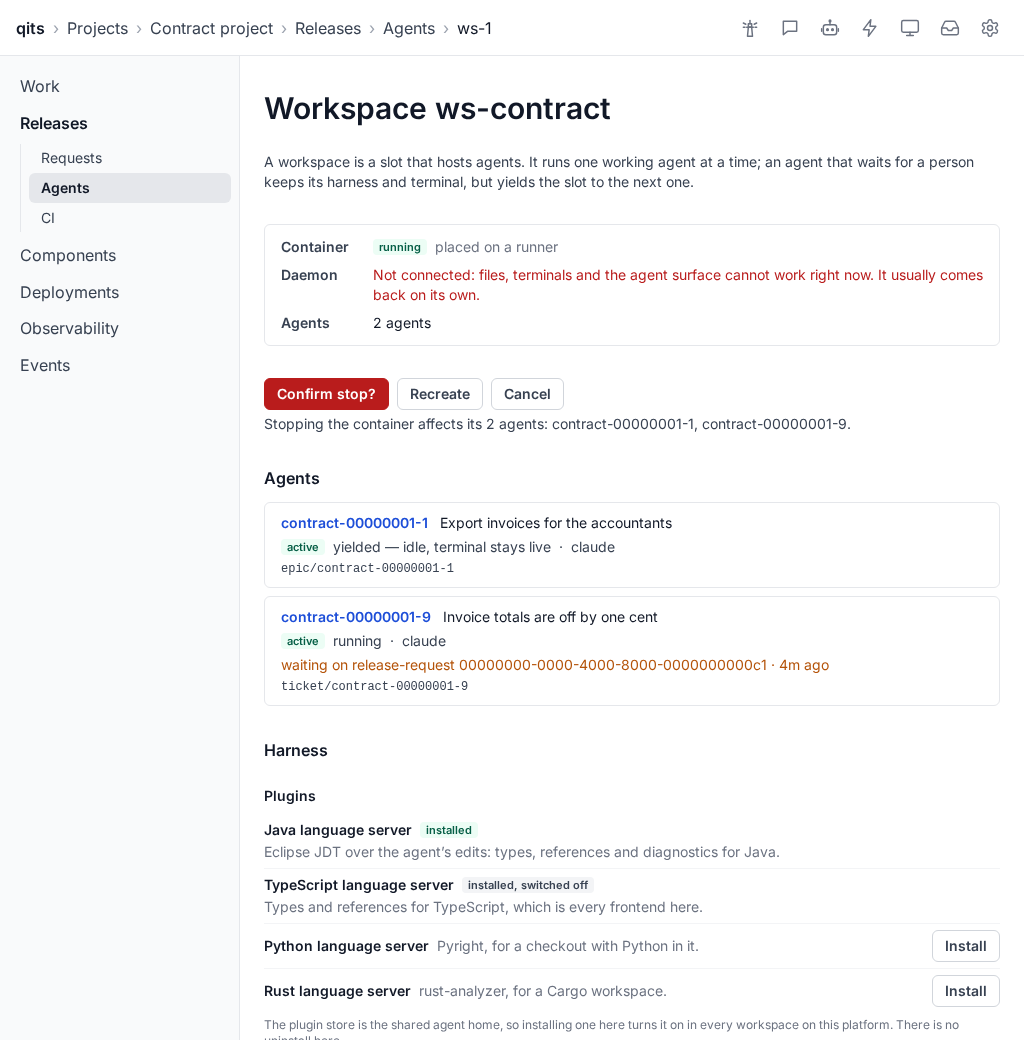 qits › Projects › Contract project › Releases › Agents › ws-1
Work
Releases
Requests
Agents
CI
Components
Deployments
Observability
Events
Workspace ws-contract
A workspace is a slot that hosts agents. It runs one working agent at a time; an agent that waits for a person
keeps its harness and terminal, but yields the slot to the next one.
Container running placed on a runner
Daemon Not connected: files, terminals and the agent surface cannot work right now. It usually comes
back on its own.
Agents 2 agents
Confirm stop? Recreate Cancel
Stopping the container affects its 2 agents: contract-00000001-1, contract-00000001-9.
Agents
contract-00000001-1 Export invoices for the accountants
active yielded — idle, terminal stays live · claude
epic/contract-00000001-1
contract-00000001-9 Invoice totals are off by one cent
active running · claude
waiting on release-request 00000000-0000-4000-8000-0000000000c1 · 4m ago
ticket/contract-00000001-9
Harness
Plugins
Java language server installed
Eclipse JDT over the agent’s edits: types, references and diagnostics for Java.
TypeScript language server installed, switched off
Types and references for TypeScript, which is every frontend here.
Python language server Pyright, for a checkout with Python in it. Install
Rust language server rust-analyzer, for a Cargo workspace. Install
The plugin store is the shared agent home, so installing one here turns it on in every workspace on this platform. There is no
uninstall here.